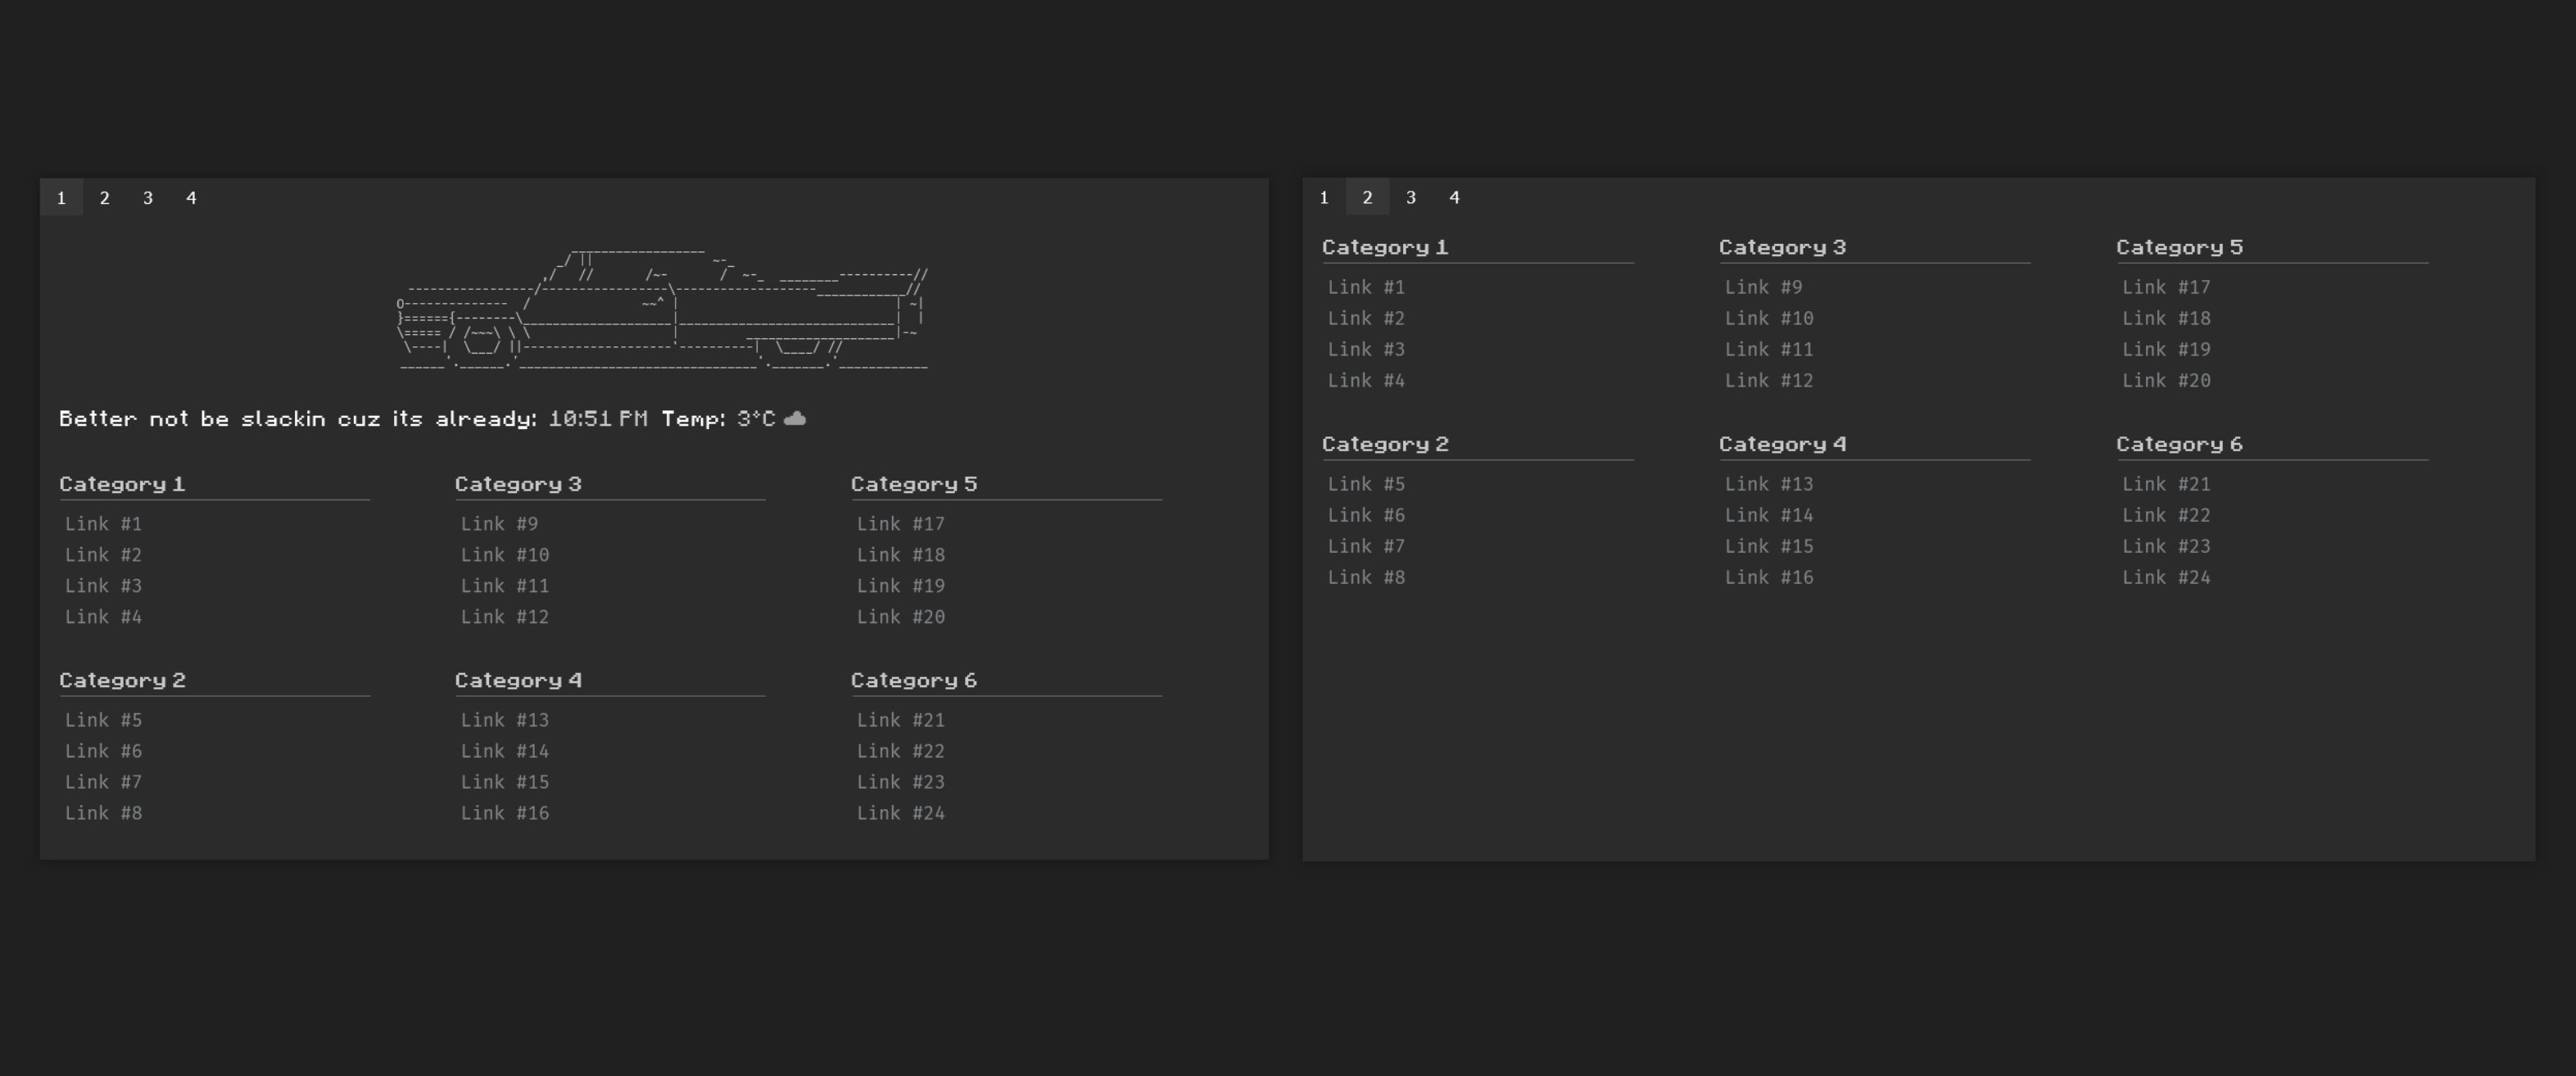 1 2 3 4
Better not be slackin cuz its already: 10:51 PM Temp: 3°C
Category 1
Link #1
Link #2
Link #3
Link #4
Category 2
Link #5
Link #6
Link #7
Link #8
Category 3
Link #9
Link #10
Link #11
Link #12
Category 4
Link #13
Link #14
Link #15
Link #16
Category 5
Link #17
Link #18
Link #19
Link #20
Category 6
Link #21
Link #22
Link #23
Link #24
1 2 3 4
Category 1
Link #1
Link #2
Link #3
Link #4
Category 2
Link #5
Link #6
Link #7
Link #8
Category 3
Link #9
Link #10
Link #11
Link #12
Category 4
Link #13
Link #14
Link #15
Link #16
Category 5
Link #17
Link #18
Link #19
Link #20
Category 6
Link #21
Link #22
Link #23
Link #24